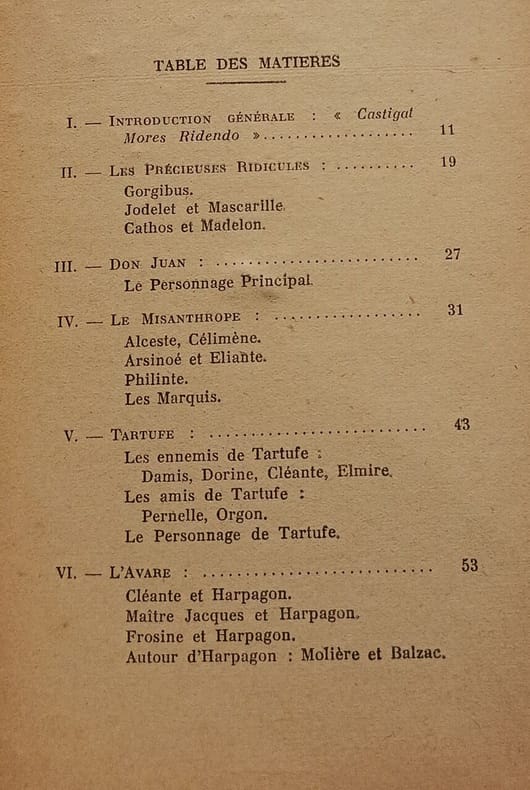 TABLE DES MATIERES
I. — INTRODUCTION GÉNÉRALE : « Castigat
Mores Ridendo ».................. 11
II. — LES PRÉCIEUSES RIDICULES : .......... 19
Gorgibus.
Jodelet et Mascarille.
Cathos et Madelon.
III. — DON JUAN : ........................ 27
Le Personnage Principal.
IV. — LE MISANTHROPE : ................. 31
Alceste, Célimène.
Arsinoé et Eliante.
Philinte.
Les Marquis.
V. — TARTUFE : ......................... 43
Les ennemis de Tartufe :
Damis, Dorine, Cléante, Elmire.
Les amis de Tartufe :
Pernelle, Orgon.
Le Personnage de Tartufe.
VI. — L'AVARE : ......................... 53
Cléante et Harpagon.
Maître Jacques et Harpagon.
Frosine et Harpagon.
Autour d'Harpagon : Molière et Balzac.